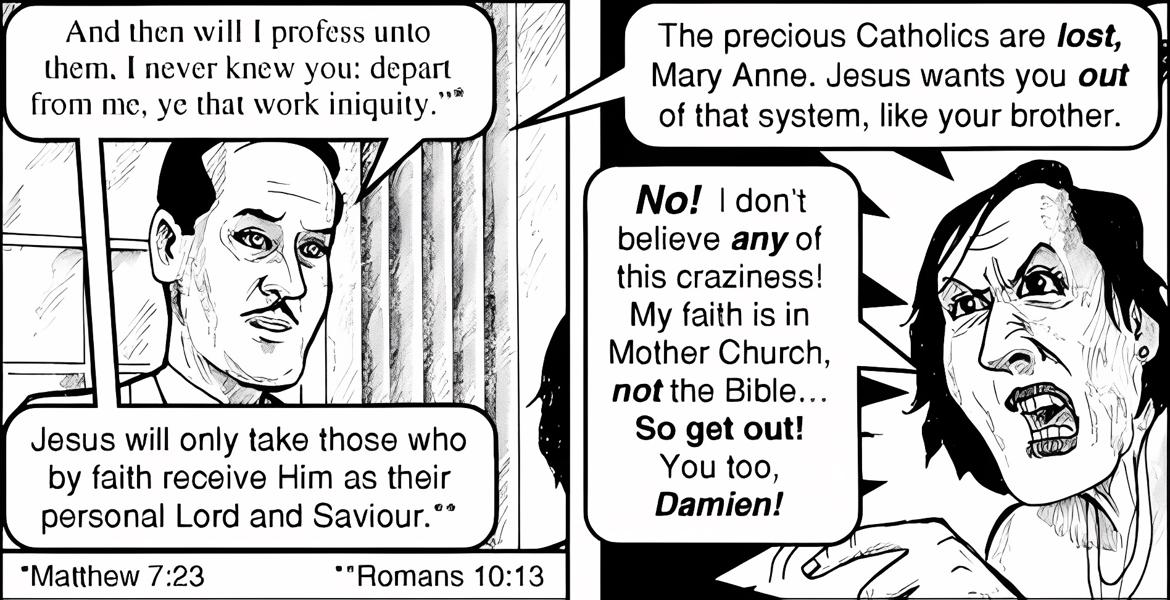 And then will I profess unto
them, I never knew you: depart
from me, ye that work iniquity.”*
Jesus will only take those who
by faith receive Him as their
personal Lord and Saviour.**
*Matthew 7:23
**Romans 10:13
The precious Catholics are lost,
Mary Anne. Jesus wants you out
of that system, like your brother.
No! I don't
believe any of
this craziness!
My faith is in
Mother Church,
not the Bible...
So get out!
You too,
Damien!